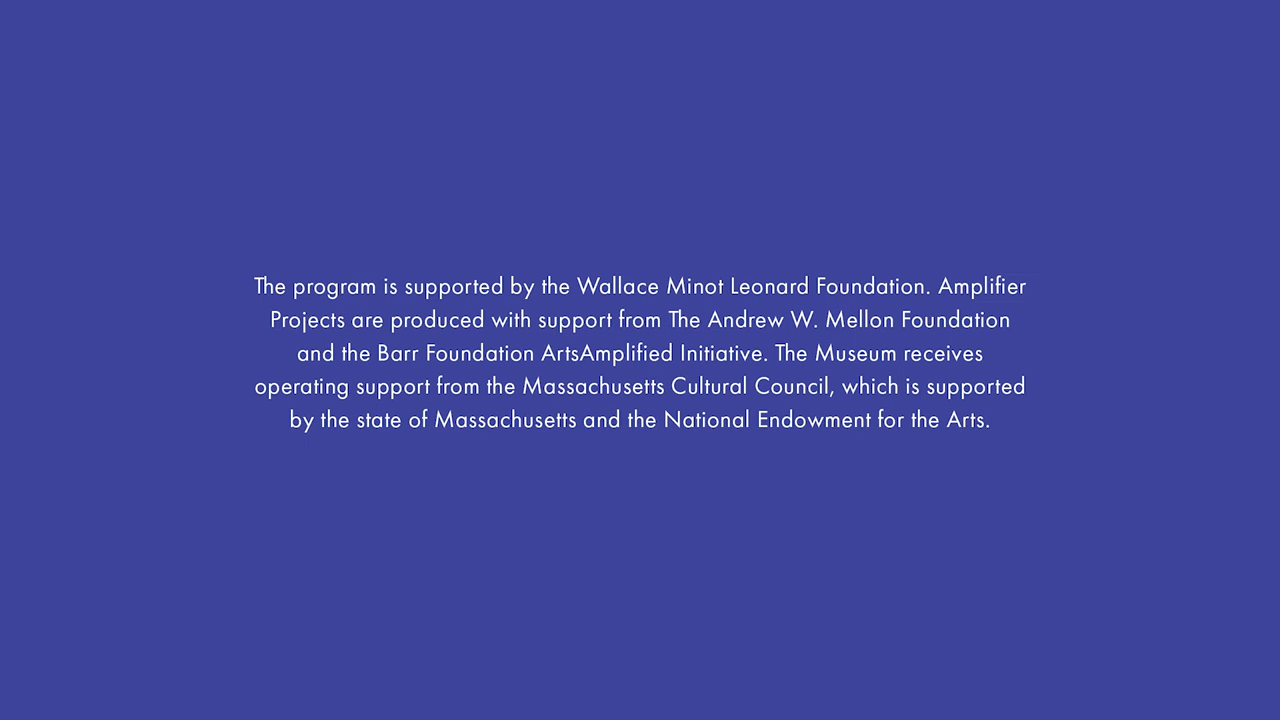 The program is supported by the Wallace Minot Leonard Foundation. Amplifier
Projects are produced with support from The Andrew W. Mellon Foundation
and the Barr Foundation ArtsAmplified Initiative. The Museum receives
operating support from the Massachusetts Cultural Council, which is supported
by the state of Massachusetts and the National Endowment for the Arts.